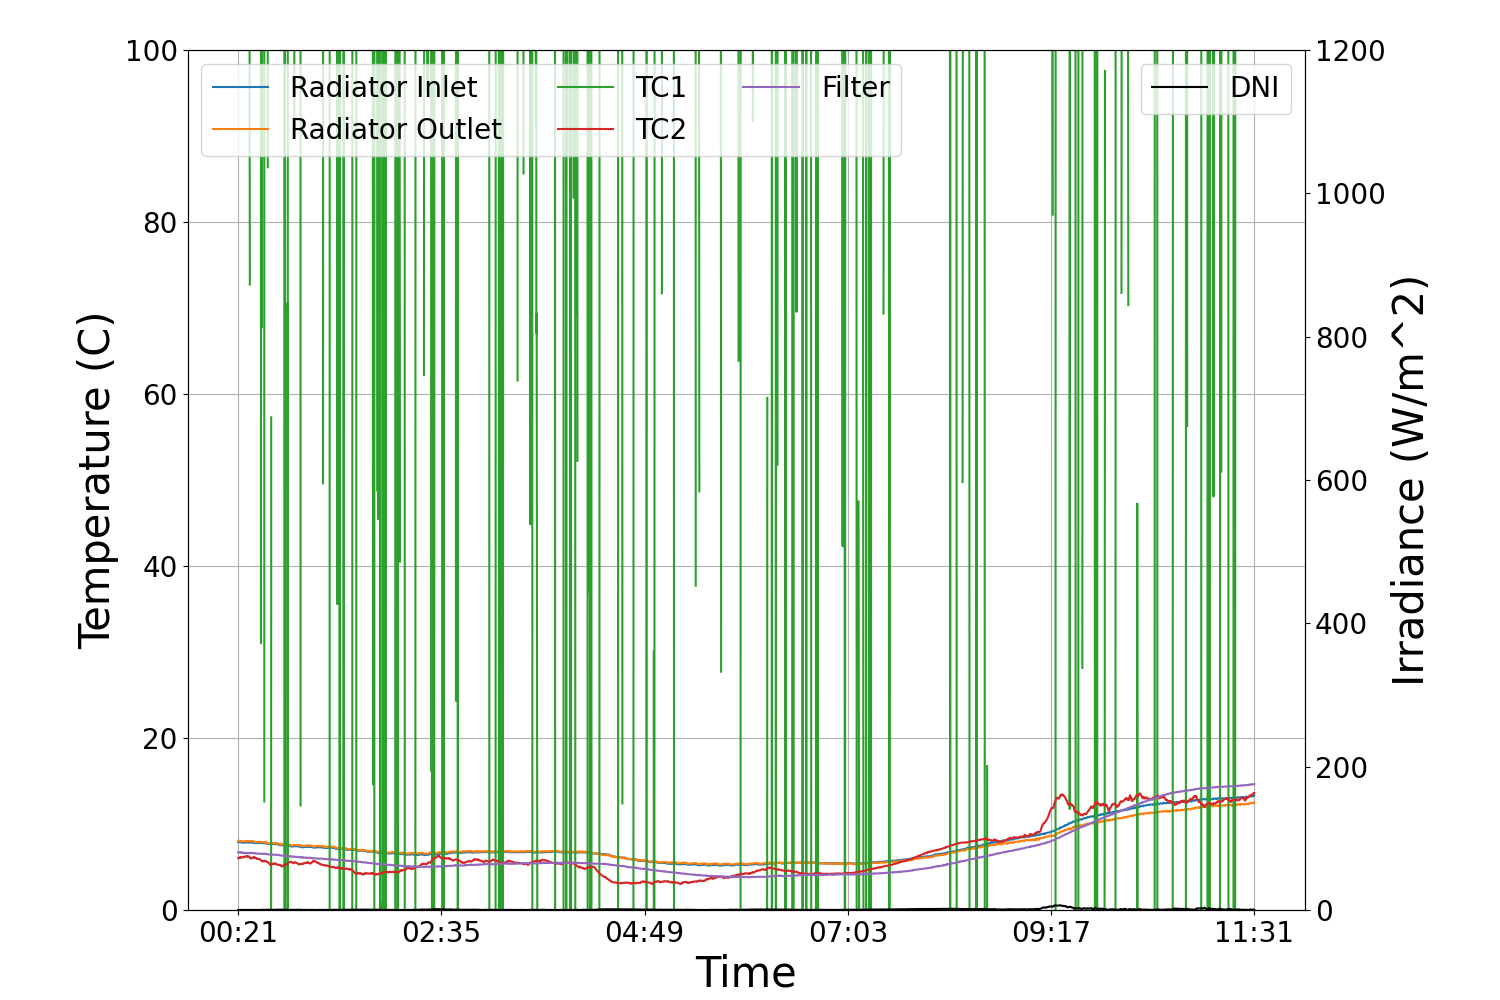 100
80
60
40
20
0
Temperature (C)
Radiator Inlet
Radiator Outlet
TC1
TC2
Filter
DNI
1200
1000
800
600
400
200
0
Irradiance (W/m^2)
00:21
02:35
04:49
07:03
09:17
11:31
Time